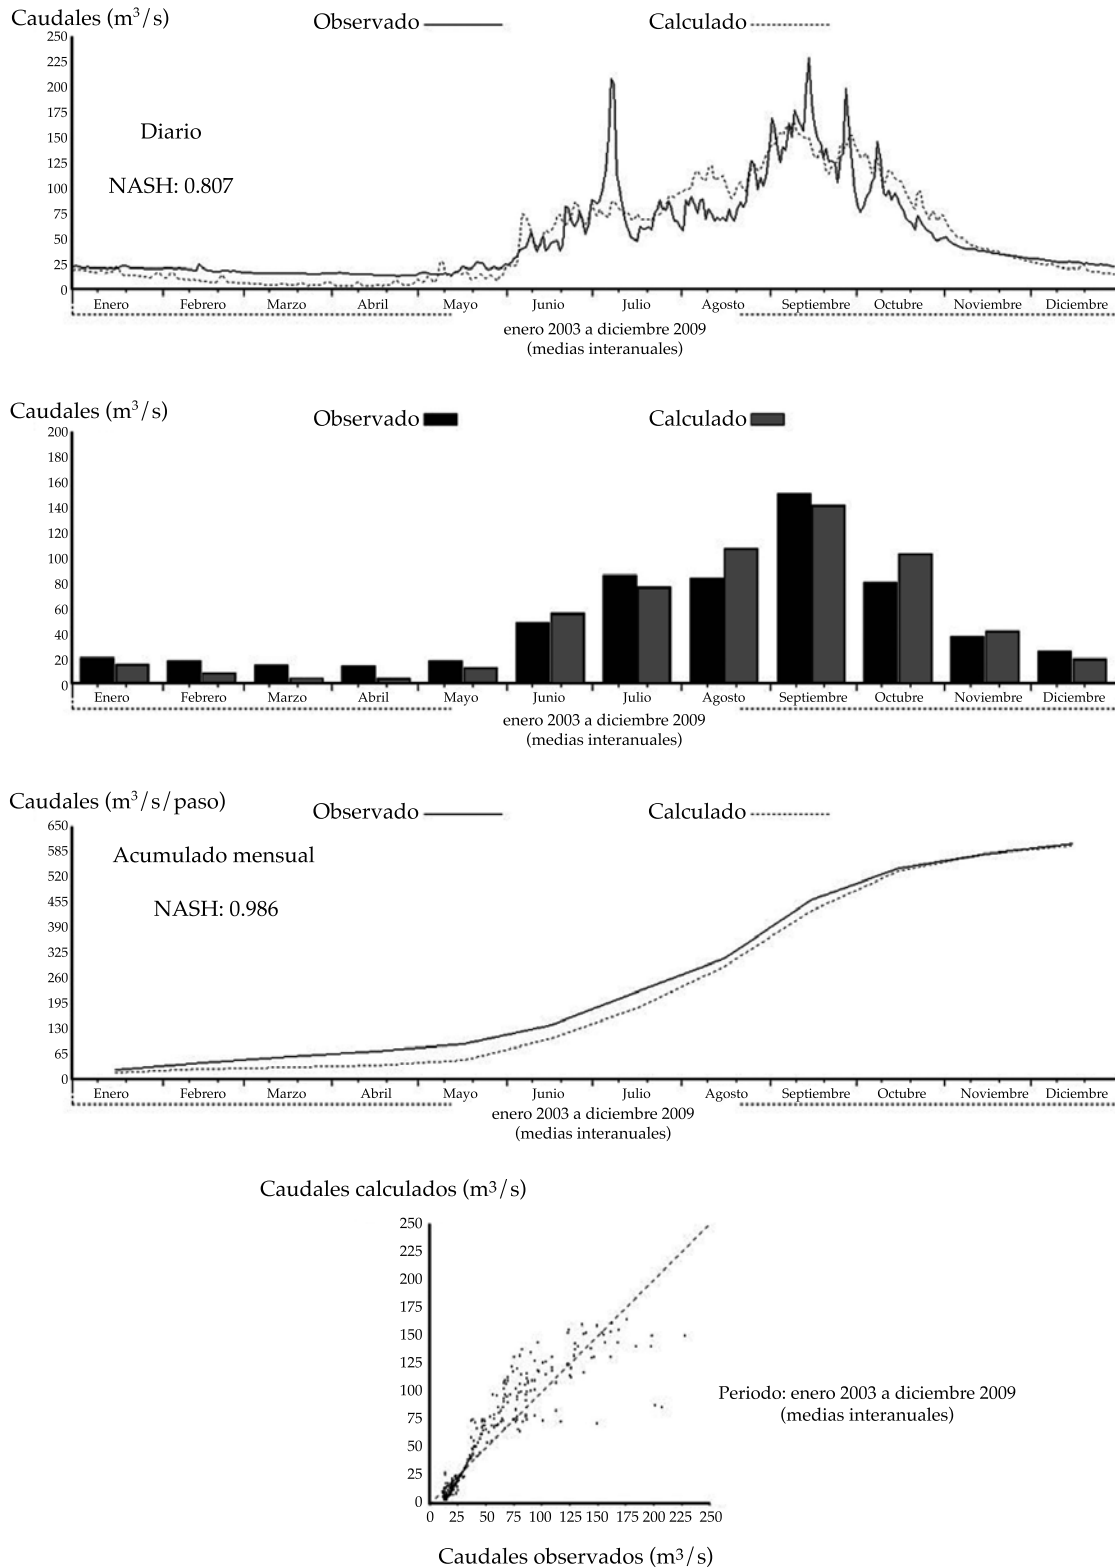 Caudales (m³/s)
Observado
Calculado
250
225
200
175
150
125
100
75
50
25
0
Diario
NASH: 0.807
Enero Febrero Marzo Abril Mayo Junio Julio Agosto Septiembre Octubre Noviembre Diciembre
enero 2003 a diciembre 2009
(medias interanuales)
Caudales (m³/s)
Observado
Calculado
200
180
160
140
120
100
80
60
40
20
0
Enero Febrero Marzo Abril Mayo Junio Julio Agosto Septiembre Octubre Noviembre Diciembre
enero 2003 a diciembre 2009
(medias interanuales)
Caudales (m³/s/paso)
Observado
Calculado
650
585
520
455
390
325
260
195
130
65
0
Acumulado mensual
NASH: 0.986
Enero Febrero Marzo Abril Mayo Junio Julio Agosto Septiembre Octubre Noviembre Diciembre
enero 2003 a diciembre 2009
(medias interanuales)
Caudales calculados (m3/s)
250
225
200
175
150
125
100
75
50
25
0
0 25 50 75 100 125 150 175 200 225 250
Periodo: enero 2003 a diciembre 2009
(medias interanuales)
Caudales observados (m3/s)